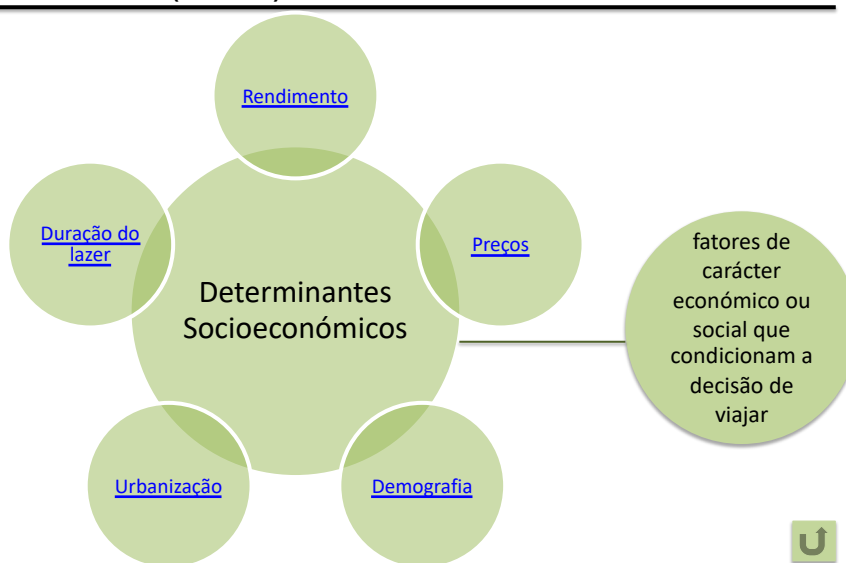 Rendimento
Duração do
lazer
Preços
Determinantes
Socioeconómicos
fatores de
carácter
económico ou
social que
condicionam a
decisão de
viajar
Urbanização
Demografia